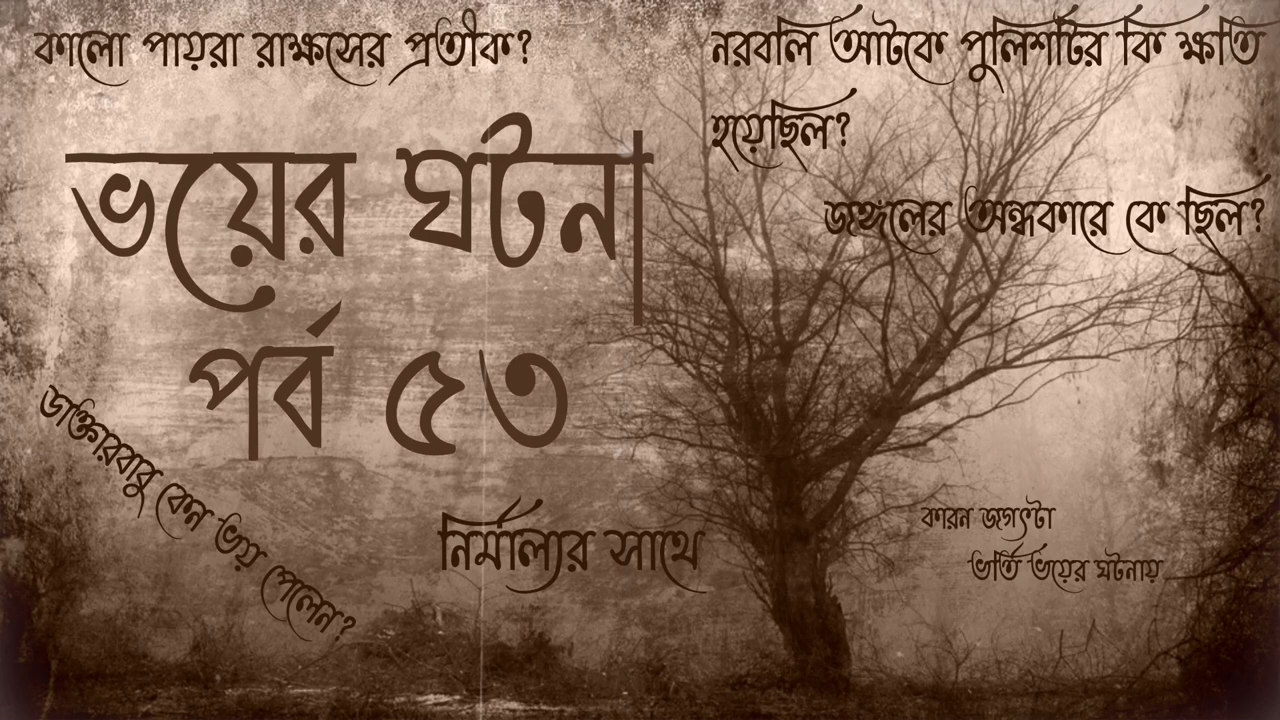 কালো পায়রা রাক্ষসের প্রতীক?
নরবলি আটকে পুলিশটির কি ক্ষতি
হয়েছিল?
জঙ্গলের অন্ধকারে কে ছিল?
ভয়ের ঘটনা
পর্ব ৫৩
ডাক্তারবাবু কেন ভয় পেলেন?
নির্মাল্যর সাথে
কারন জগৎটা
ভর্তি ভয়ের ঘটনায়